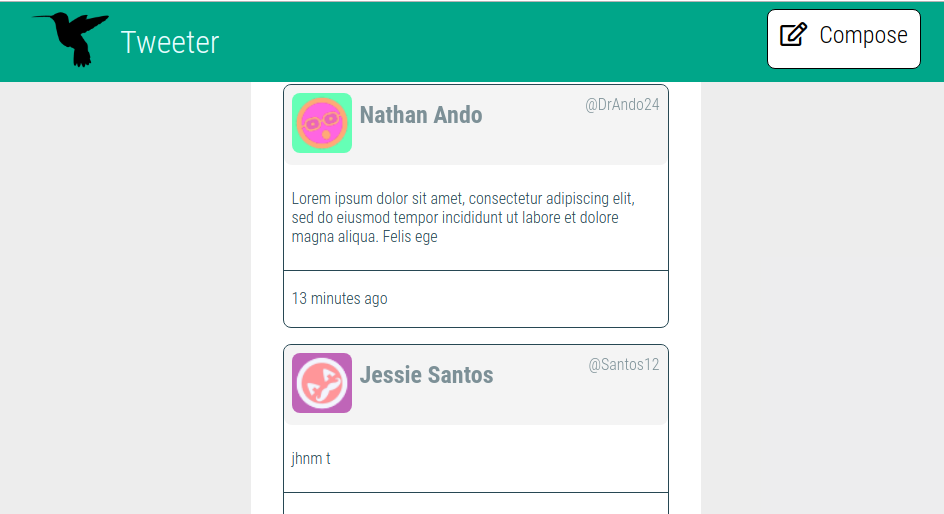 Tweeter
Compose
Nathan Ando
@DrAndo24
Lorem ipsum dolor sit amet, consectetur adipiscing elit,
sed do eiusmod tempor incididunt ut labore et dolore
magna aliqua. Felis ege
13 minutes ago
Jessie Santos
@Santos12
jhnm t